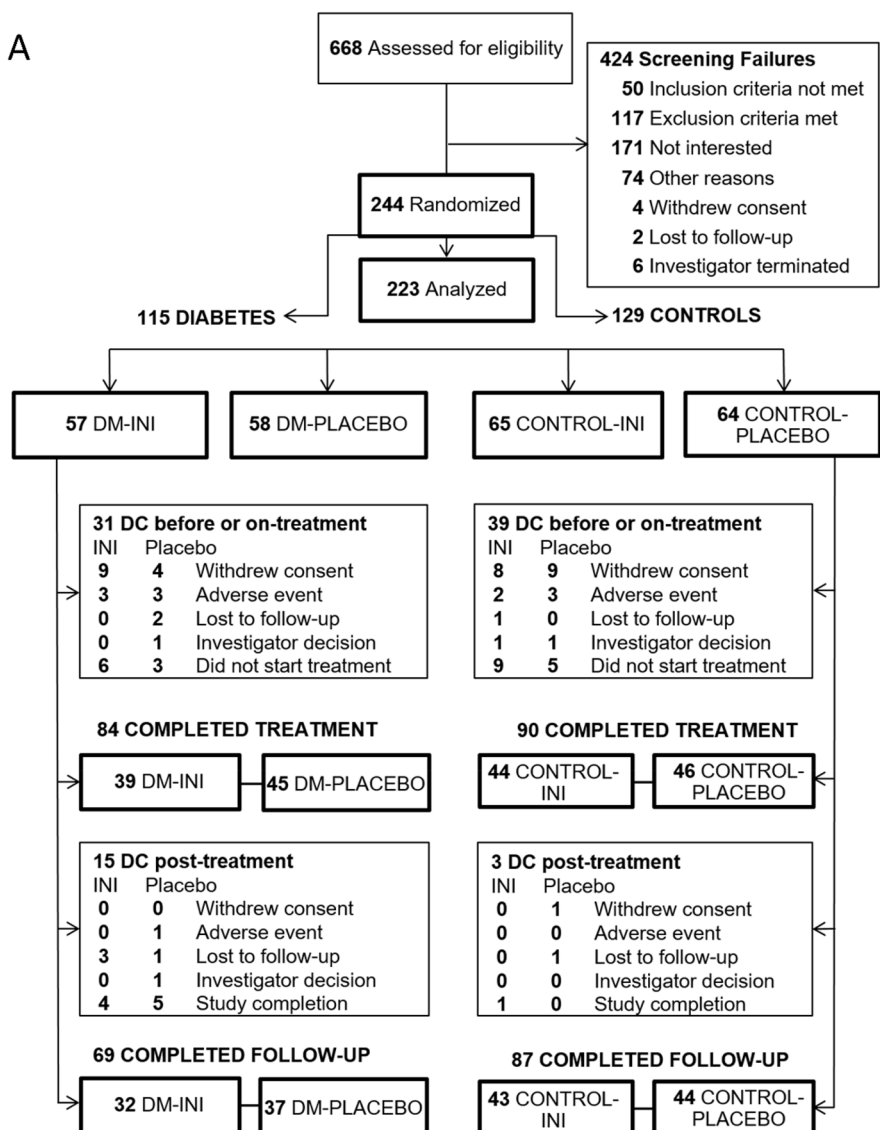 A
668 Assessed for eligibility
424 Screening Failures
50 Inclusion criteria not met
117 Exclusion criteria met
171 Not interested
74 Other reasons
4 Withdrew consent
2 Lost to follow-up
6 Investigator terminated
244 Randomized
223 Analyzed
115 DIABETES
129 CONTROLS
57 DM-INI
58 DM-PLACEBO
65 CONTROL-INI
64 CONTROL-
PLACEBO
31 DC before or on-treatment
INI Placebo
9 4 Withdrew consent
3 3 Adverse event
0 2 Lost to follow-up
0 1 Investigator decision
6 3 Did not start treatment
39 DC before or on-treatment
INI Placebo
8 9 Withdrew consent
2 3 Adverse event
1 0 Lost to follow-up
1 1 Investigator decision
9 5 Did not start treatment
84 COMPLETED TREATMENT
39 DM-INI
45 DM-PLACEBO
90 COMPLETED TREATMENT
44 CONTROL-
INI
46 CONTROL-
PLACEBO
15 DC post-treatment
INI Placebo
0 0 Withdrew consent
0 1 Adverse event
3 1 Lost to follow-up
0 1 Investigator decision
4 5 Study completion
3 DC post-treatment
INI Placebo
0 1 Withdrew consent
0 0 Adverse event
0 1 Lost to follow-up
0 0 Investigator decision
1 0 Study completion
69 COMPLETED FOLLOW-UP
32 DM-INI
37 DM-PLACEBO
87 COMPLETED FOLLOW-UP
43 CONTROL-
INI
44 CONTROL-
PLACEBO